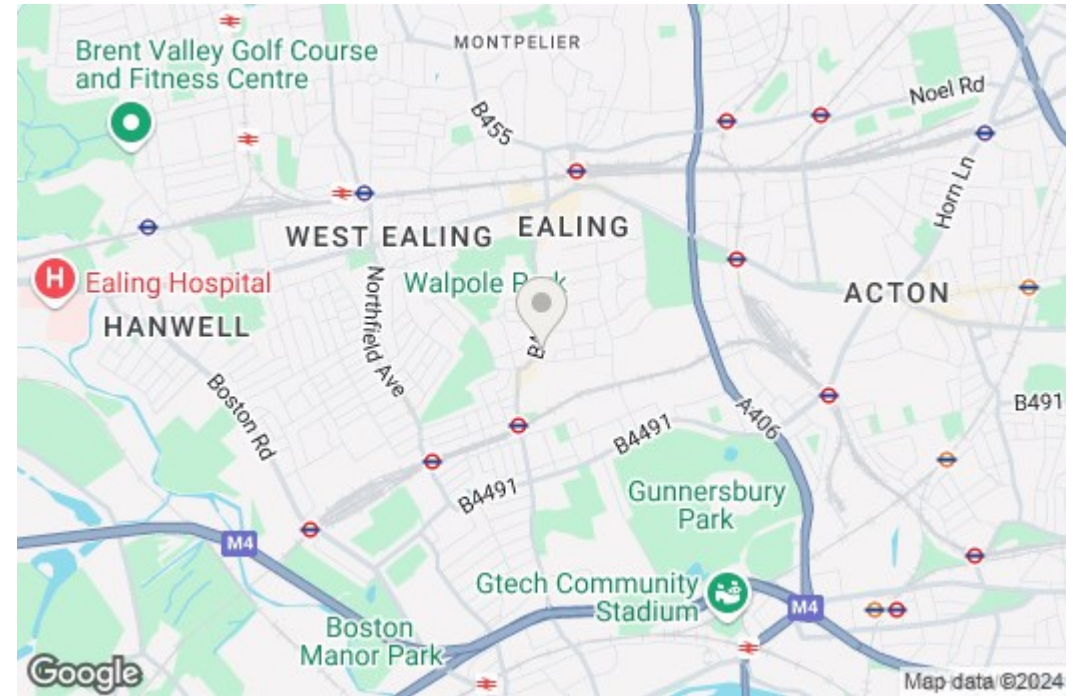 MONTPELIER
Brent Valley Golf Course
and Fitness Centre
Noel Rd
B455
Horn Ln
WEST EALING
EALING
Walpole
H
Ealing Hospital
ACTON
HANWELL
Northfield Ave
Boston Rd
A406
B491
B4491
B4491
Gunnersbury
Park
M4
Gtech Community
Stadium
M4
Boston
Manor Park
Google
Map data ©2024